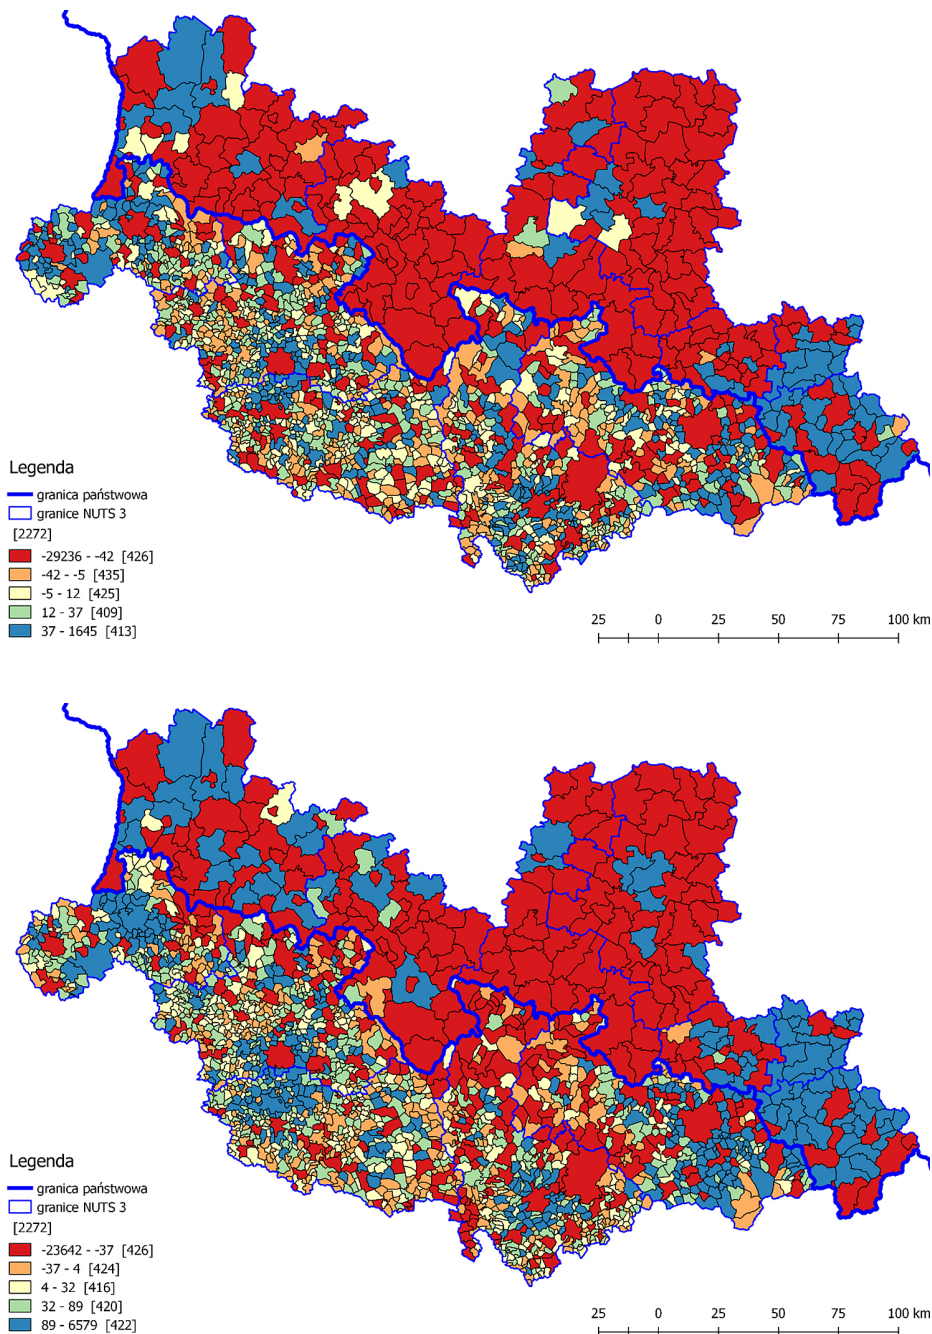 Legenda
granica państwowa
granice NUTS 3
[2272]
-29236 - -42 [426]
-42 - -5 [435]
-5 - 12 [425]
12 - 37 [409]
37 - 1645 [413]
25 0 25 50 75 100 km
Legenda
granica państwowa
granice NUTS 3
[2272]
-23642 - -37 [426]
-37 - 4 [424]
4 - 32 [416]
32 - 89 [420]
89 - 6579 [422]
25 0 25 50 75 100 km